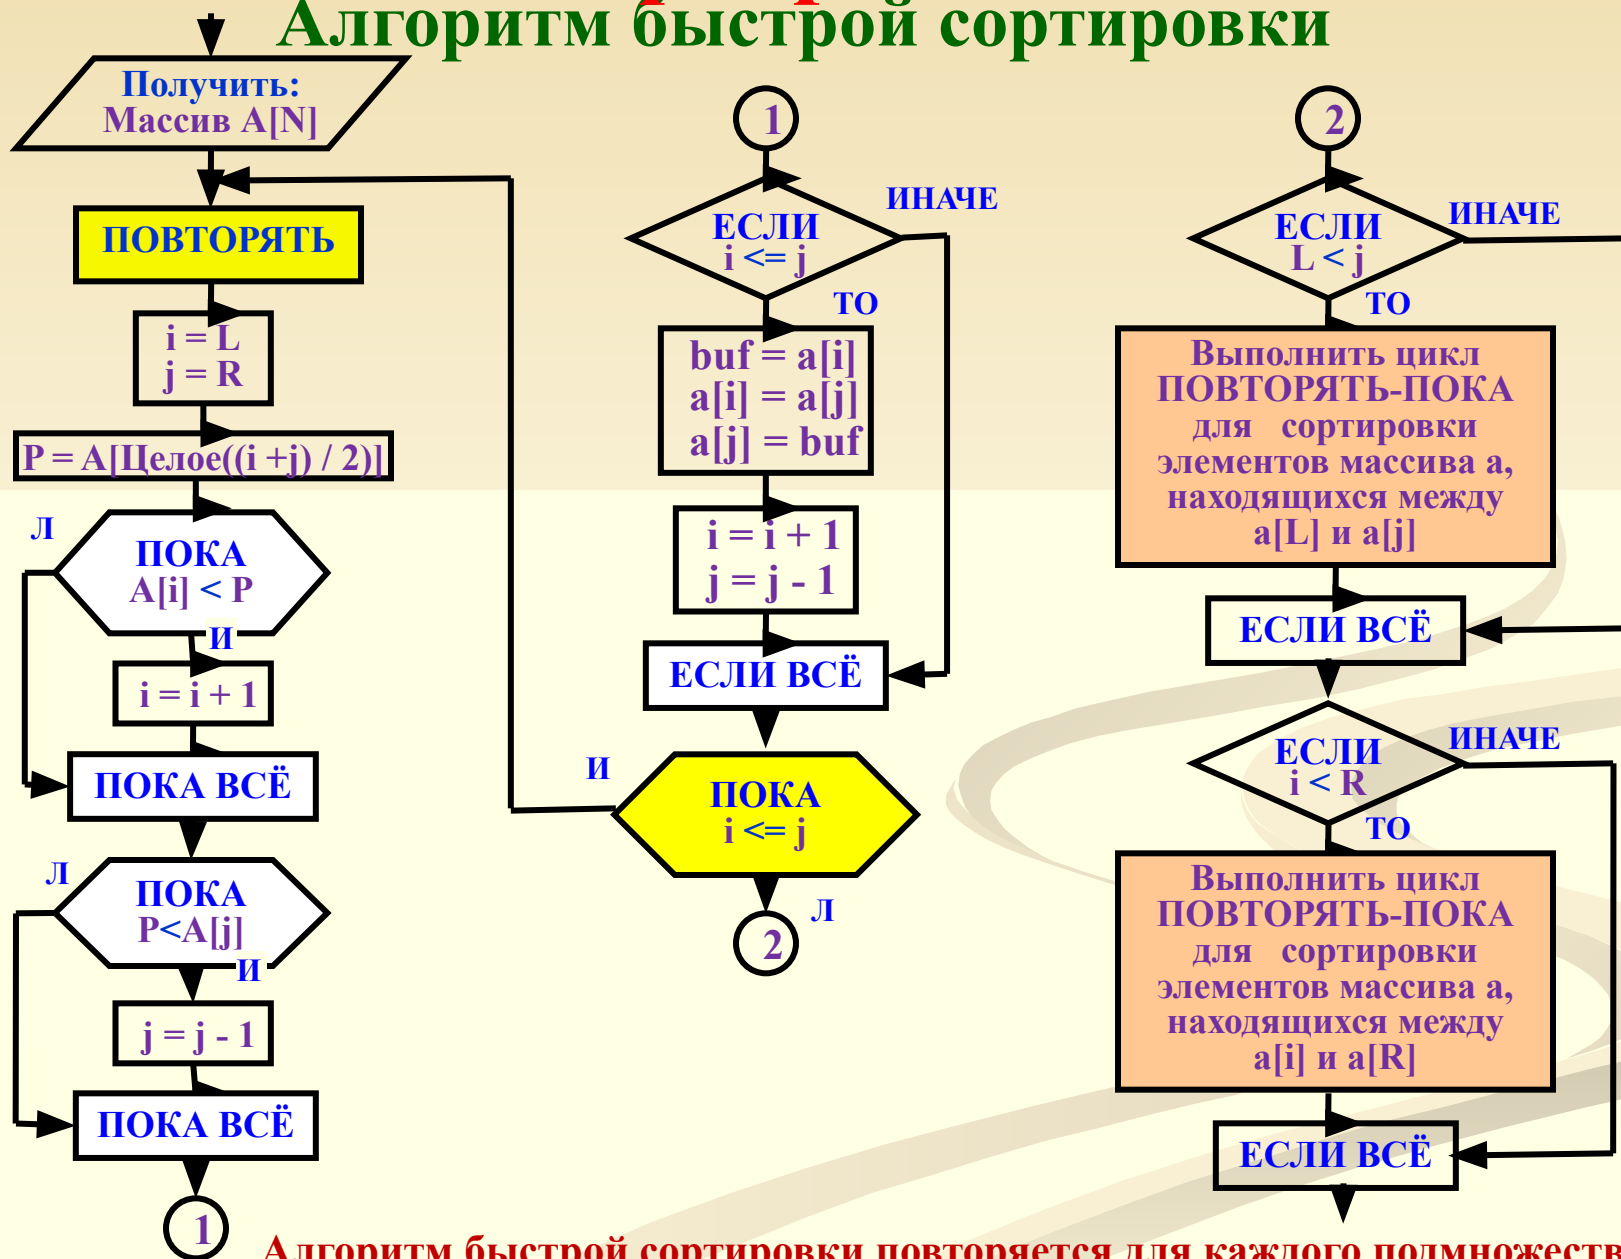 Алгоритм быстрой сортировки
Получить:
Массив A[N]
ПОВТОРЯТЬ
i = L
j = R
P = A[Целое((i +j) / 2)]
Л
ПОКА
A[i] < P
И
i = i + 1
ПОКА ВСЁ
Л
ПОКА
P<A[j]
И
j = j - 1
ПОКА ВСЁ
1
1
ИНАЧЕ
ЕСЛИ
i <= j
ТО
buf = a[i]
a[i] = a[j]
a[j] = buf
i = i + 1
j = j - 1
ЕСЛИ ВСЁ
И
ПОКА
i <= j
Л
2
2
ИНАЧЕ
ЕСЛИ
L < j
ТО
Выполнить цикл
ПОВТОРЯТЬ-ПОКА
для сортировки
элементов массива a,
находящихся между
a[L] и a[j]
ЕСЛИ ВСЁ
ИНАЧЕ
ЕСЛИ
i < R
ТО
Выполнить цикл
ПОВТОРЯТЬ-ПОКА
для сортировки
элементов массива a,
находящихся между
a[i] и a[R]
ЕСЛИ ВСЁ
Алгоритм быстрой сортировки повторяется для каждого подмножеств